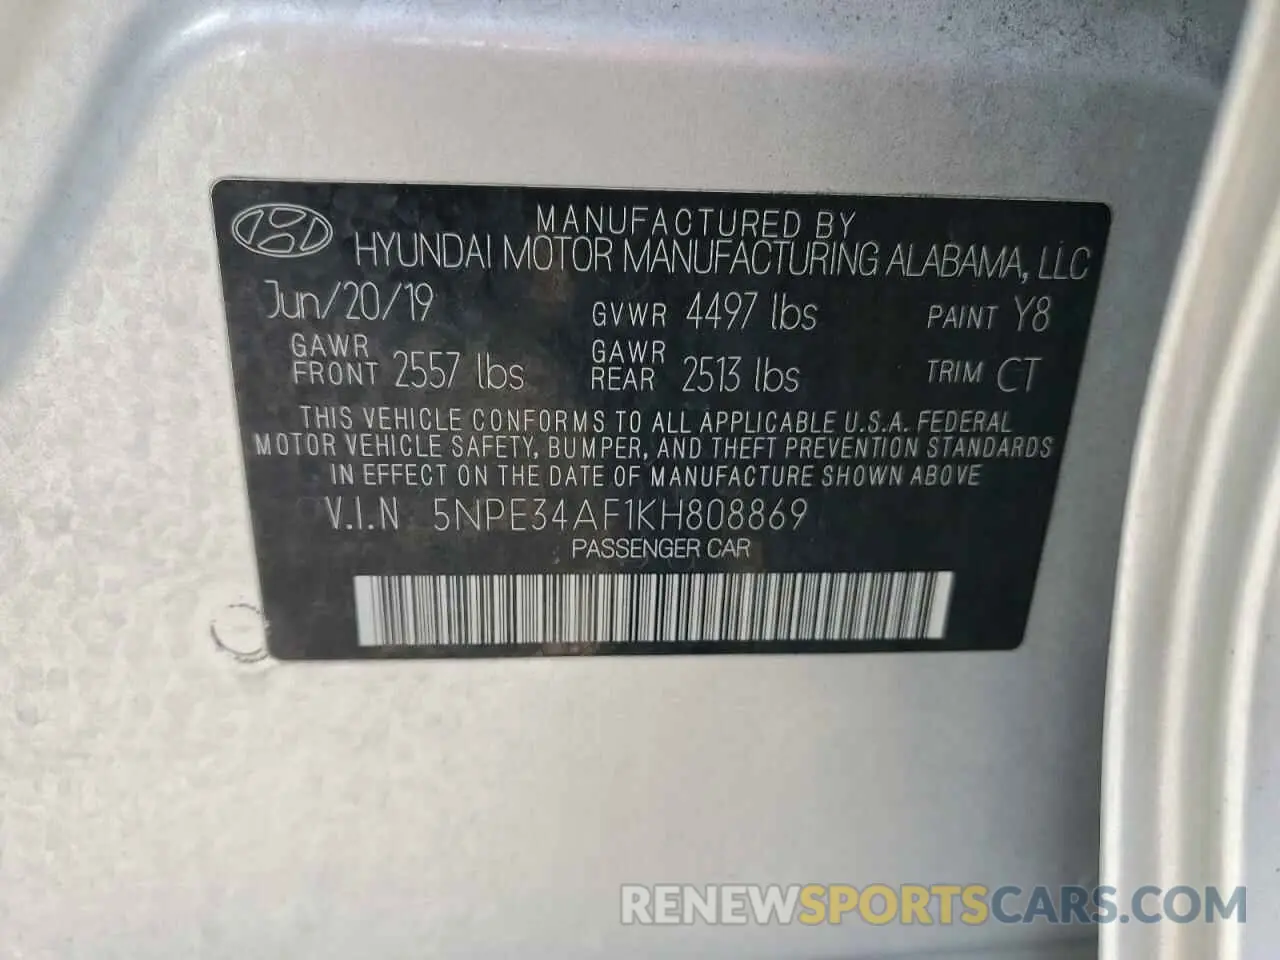 MANUFACTURED BY
HYUNDAI MOTOR MANUFACTURING ALABAMA, LLC
Jun/20/19 GVWR 4497 lbs PAINT Y8
GAWR FRONT 2557 lbs GAWR REAR 2513 lbs TRIM CT
THIS VEHICLE CONFORMS TO ALL APPLICABLE U.S.A. FEDERAL
MOTOR VEHICLE SAFETY, BUMPER, AND THEFT PREVENTION STANDARDS
IN EFFECT ON THE DATE OF MANUFACTURE SHOWN ABOVE
V.I.N 5NPE34AF1KH808869
PASSENGER CAR
RENEWSPORTSCARS.COM